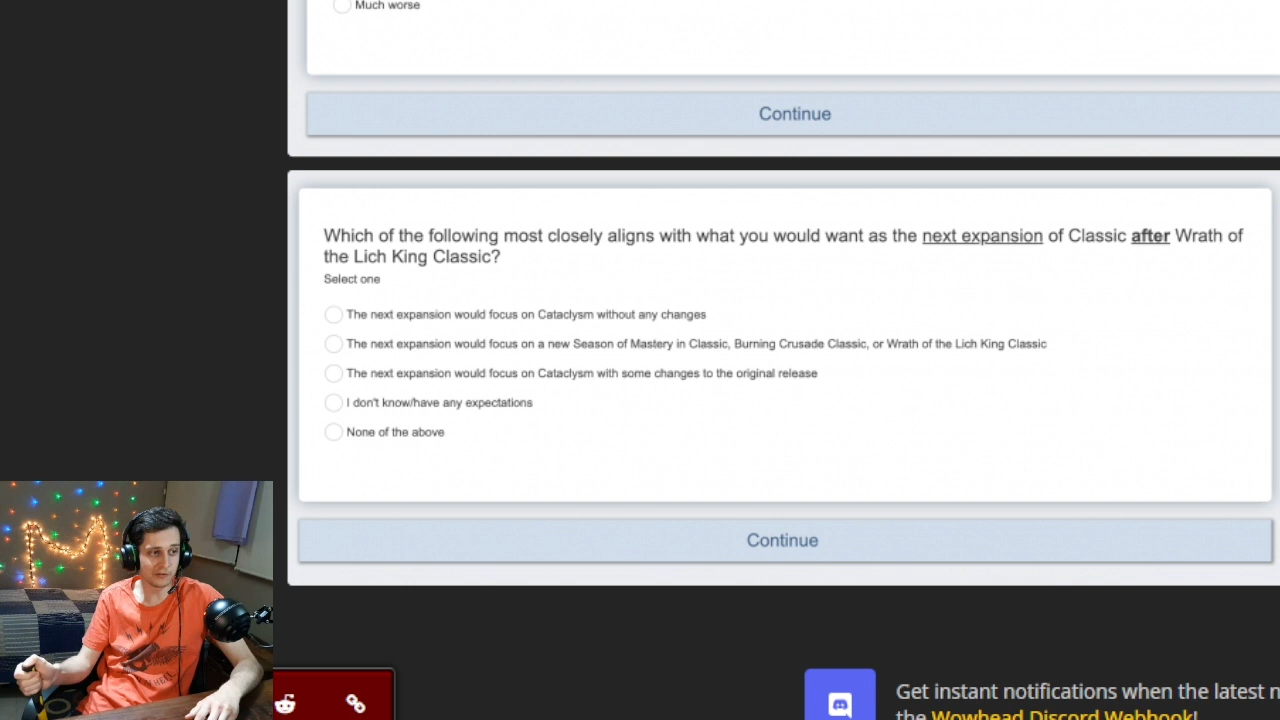 Much worse
Continue
Which of the following most closely aligns with what you would want as the next expansion of Classic after Wrath of
the Lich King Classic?
Select one
The next expansion would focus on Cataclysm without any changes
The next expansion would focus on a new Season of Mastery in Classic, Burning Crusade Classic, or Wrath of the Lich King Classic
The next expansion would focus on Cataclysm with some changes to the original release
I don't know/have any expectations
None of the above
Continue
Get instant notifications when the latest
the Wowhead Discord Webhook!